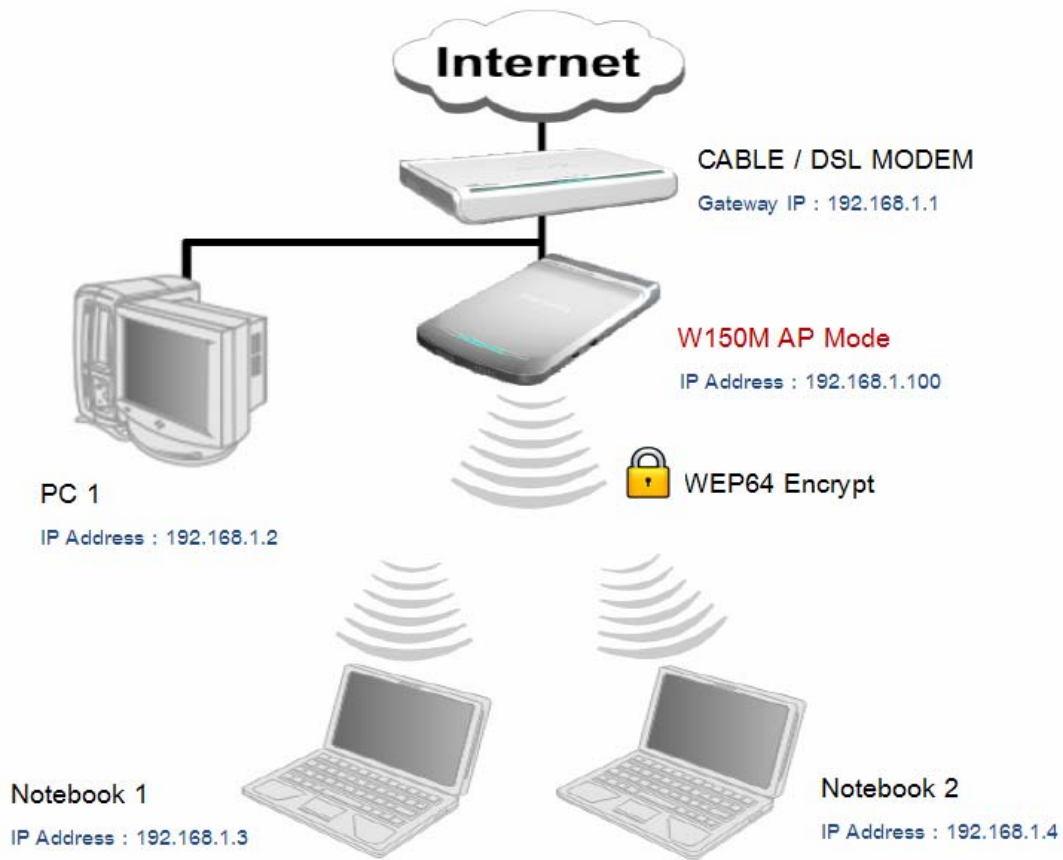 Internet
CABLE / DSL MODEM
Gateway IP : 192.168.1.1
W150M AP Mode
IP Address : 192.168.1.100
WEP64 Encrypt
PC 1
IP Address : 192.168.1.2
Notebook 1
IP Address : 192.168.1.3
Notebook 2
IP Address : 192.168.1.4